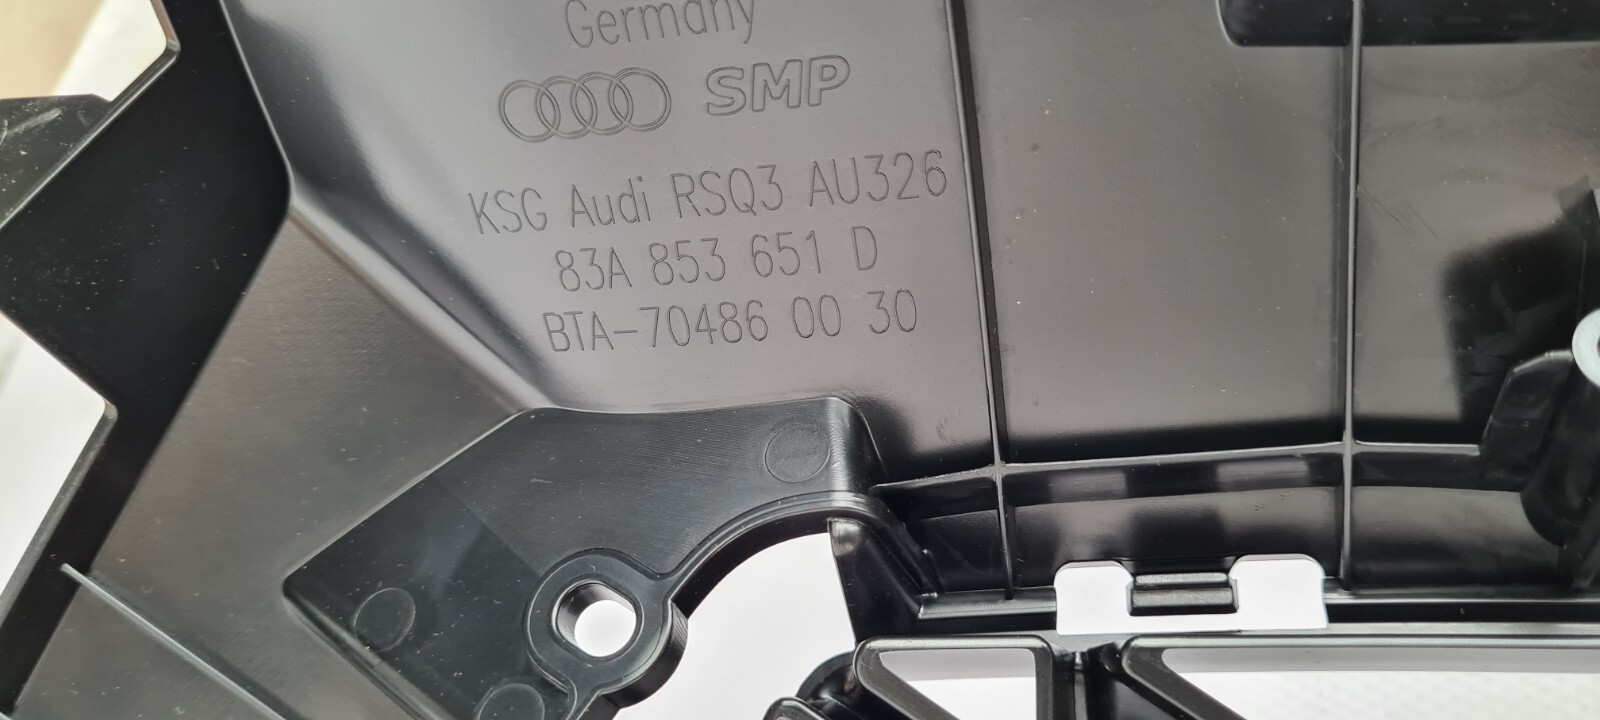 Germany
SMP
KSG Audi RSQ3 AU326
83A 853 651 D
BTA-70486 00 30